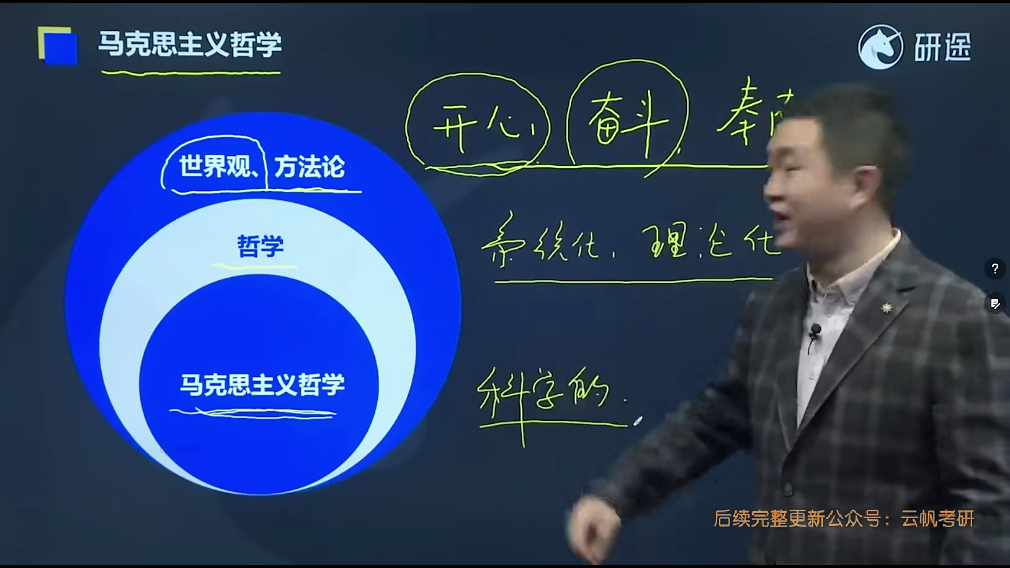 马克思主义哲学
研途
开心、奋斗、奉
世界观、方法论
系统化、理论化
哲学
?
马克思主义哲学
科学的.
后续完整更新公众号：云帆考研